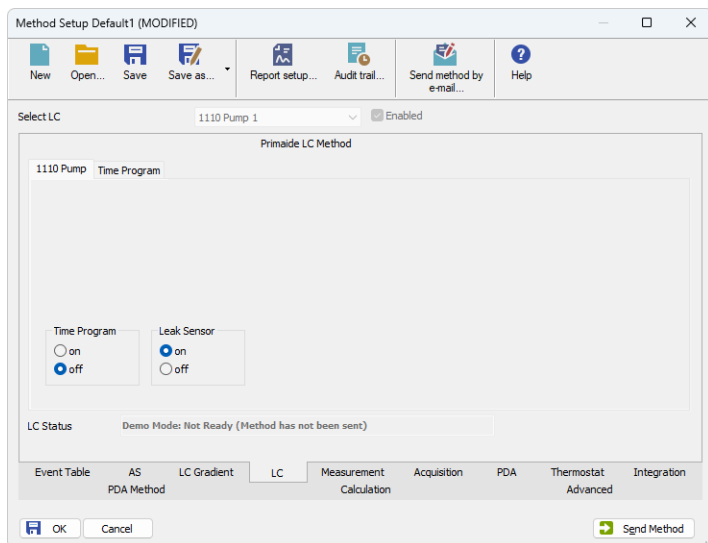 Method Setup Default1 (MODIFIED)
New Open... Save Save as... Report setup... Audit trail... Send method by e-mail... Help
Select LC 1110 Pump 1 Enabled
Primaide LC Method
1110 Pump Time Program
Time Program Leak Sensor
on on
off off
LC Status Demo Mode: Not Ready (Method has not been sent)
Event Table AS LC Gradient LC Measurement Acquisition PDA Thermostat Integration
PDA Method Calculation Advanced
OK Cancel Send Method